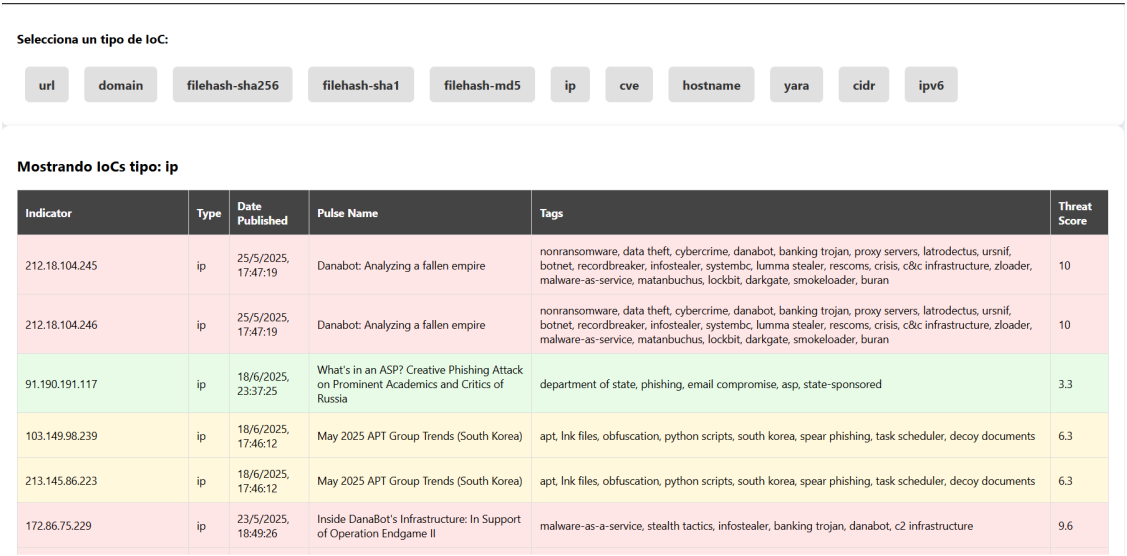 Selecciona un tipo de IoC:
url domain filehash-sha256 filehash-sha1 filehash-md5 ip cve hostname yara cidr ipv6
Mostrando IoCs tipo: ip
Indicator Type Date Published Pulse Name Tags Threat Score
212.18.104.245 ip 25/5/2025, 17:47:19 Danabot: Analyzing a fallen empire
nonransomware, data theft, cybercrime, danabot, banking trojan, proxy servers, latrodectus, ursnif,
botnet, recordbreaker, infostealer, systembc, lumma stealer, rescoms, crisis, c&c infrastructure, zloader,
malware-as-service, matanbuchus, lockbit, darkgate, smokeloader, buran
10
212.18.104.246 ip 25/5/2025, 17:47:19 Danabot: Analyzing a fallen empire
nonransomware, data theft, cybercrime, danabot, banking trojan, proxy servers, latrodectus, ursnif,
botnet, recordbreaker, infostealer, systembc, lumma stealer, rescoms, crisis, c&c infrastructure, zloader,
malware-as-service, matanbuchus, lockbit, darkgate, smokeloader, buran
10
91.190.191.117 ip 18/6/2025, 23:37:25
What's in an ASP? Creative Phishing Attack
on Prominent Academics and Critics of
Russia
department of state, phishing, email compromise, asp, state-sponsored 3.3
103.149.98.239 ip 18/6/2025, 17:46:12 May 2025 APT Group Trends (South Korea) apt, lnk files, obfuscation, python scripts, south korea, spear phishing, task scheduler, decoy documents 6.3
213.145.86.223 ip 18/6/2025, 17:46:12 May 2025 APT Group Trends (South Korea) apt, lnk files, obfuscation, python scripts, south korea, spear phishing, task scheduler, decoy documents 6.3
172.86.75.229 ip 23/5/2025, 18:49:26
Inside DanaBot's Infrastructure: In Support
of Operation Endgame II
malware-as-a-service, stealth tactics, infostealer, banking trojan, danabot, c2 infrastructure 9.6